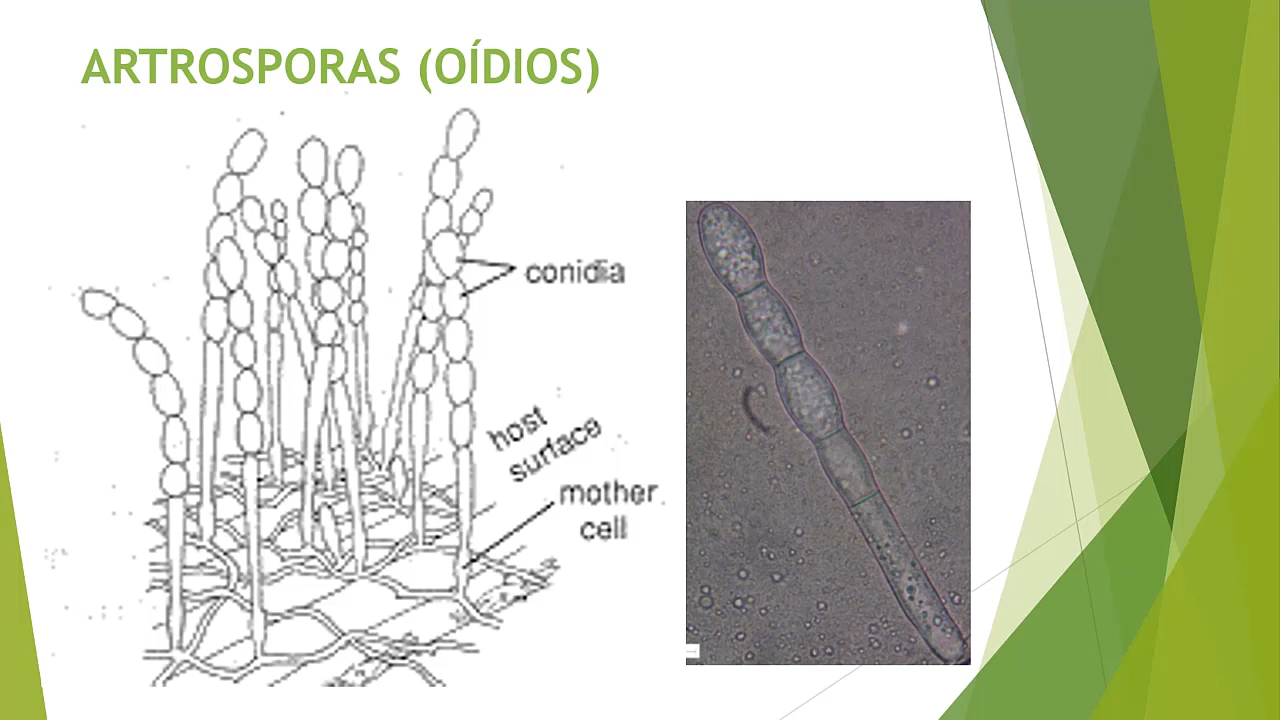 ARTROSPORAS (OÍDIOS)
conidia
host
surface
mother
cell